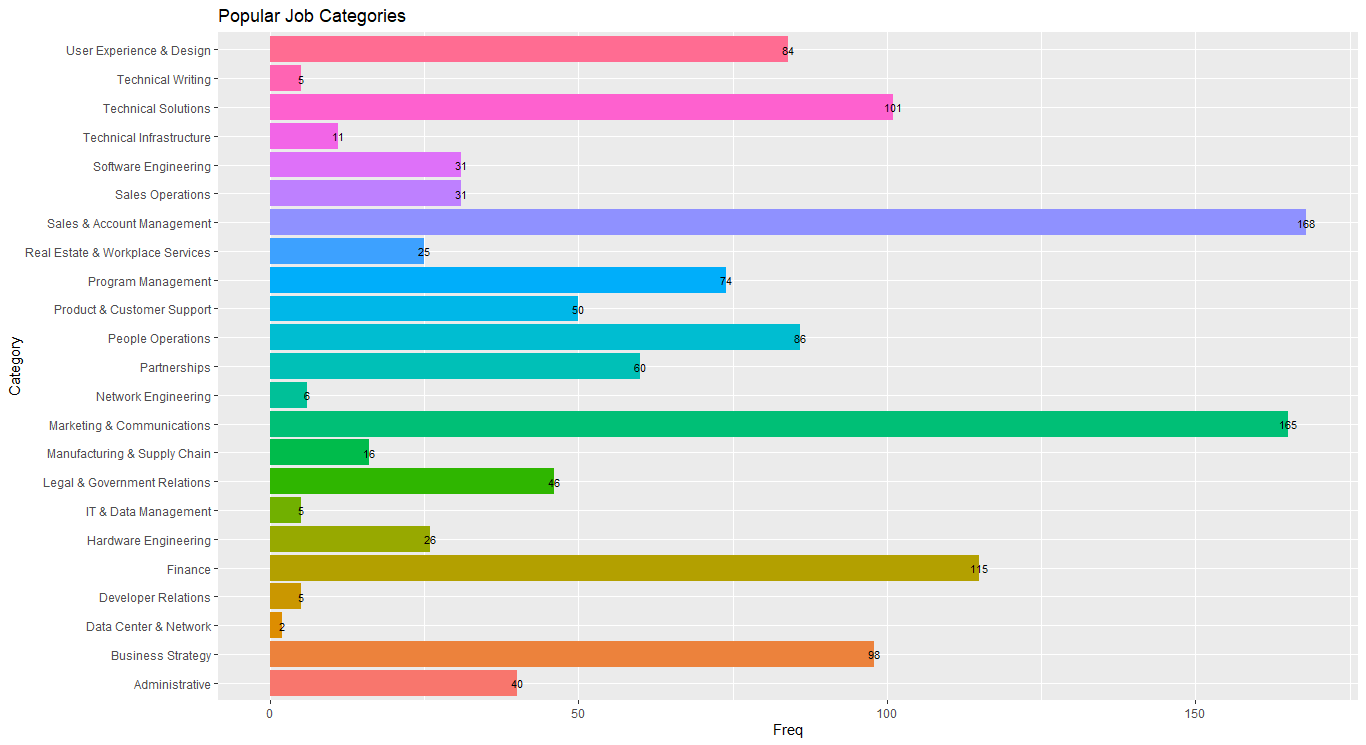 Popular Job Categories
User Experience & Design 84
Technical Writing 5
Technical Solutions 101
Technical Infrastructure 11
Software Engineering 31
Sales Operations 31
Sales & Account Management 168
Real Estate & Workplace Services 25
Program Management 74
Product & Customer Support 50
People Operations 86
Partnerships 60
Network Engineering 6
Marketing & Communications 165
Manufacturing & Supply Chain 16
Legal & Government Relations 46
IT & Data Management 5
Hardware Engineering 26
Finance 115
Developer Relations 5
Data Center & Network 2
Business Strategy 98
Administrative 40
Category
0 50 100 150
Freq